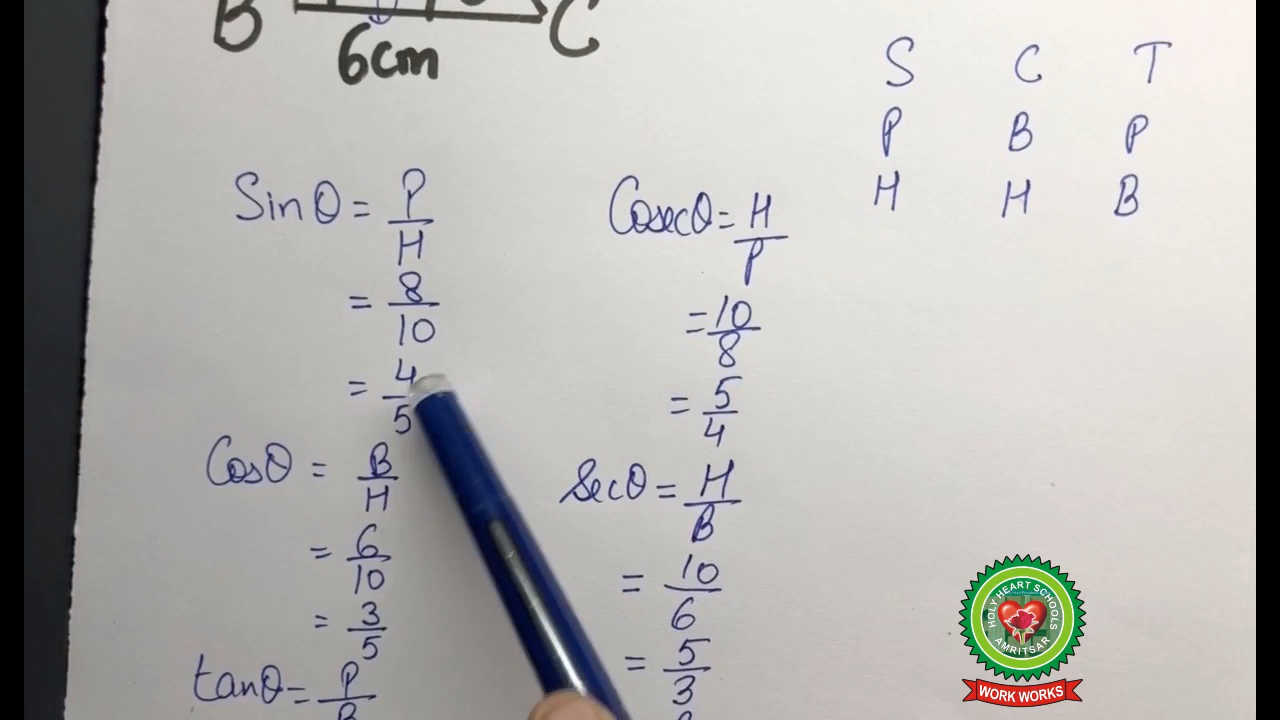 B C
6cm
S C T
P B P
H H B
Sinθ = P/H
= 8/10
= 4/5
Cosθ = B/H
= 6/10
= 3/5
tanθ = P/B
Cosecθ = H/P
= 10/8
= 5/4
Secθ = H/B
= 10/6
= 5/3
HOLY HEART SCHOOLS
AMRITSAR
WORK WORKS